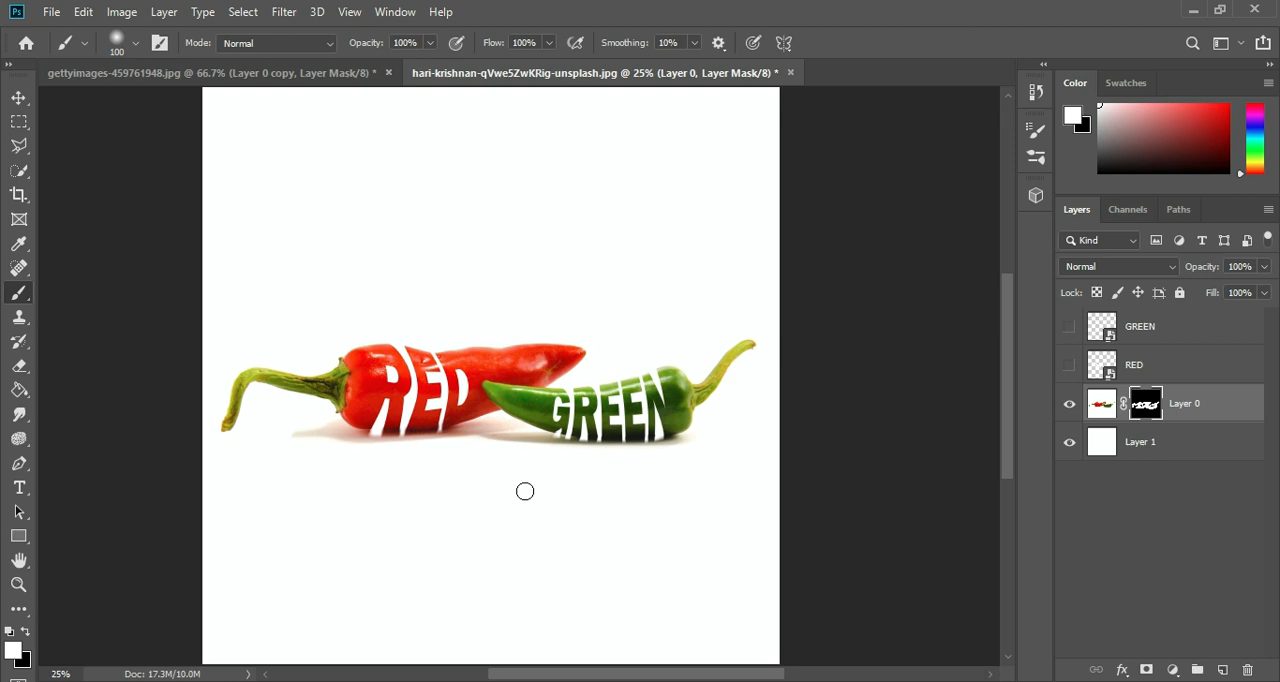 Ps File Edit Image Layer Type Select Filter 3D View Window Help
100 Mode: Normal Opacity: 100% Flow: 100% Smoothing: 10%
gettyimages-459761948.jpg @ 66.7% (Layer 0 copy, Layer Mask/8) * × hari-krishnan-qVwe5ZwKRig-unsplash.jpg @ 25% (Layer 0, Layer Mask/8) * ×
Color Swatches
Layers Channels Paths
Kind
Normal Opacity: 100%
Lock: Fill: 100%
GREEN
RED
Layer 0
Layer 1
RED
GREEN
T
25% Doc: 17.3M/10.0M
fx